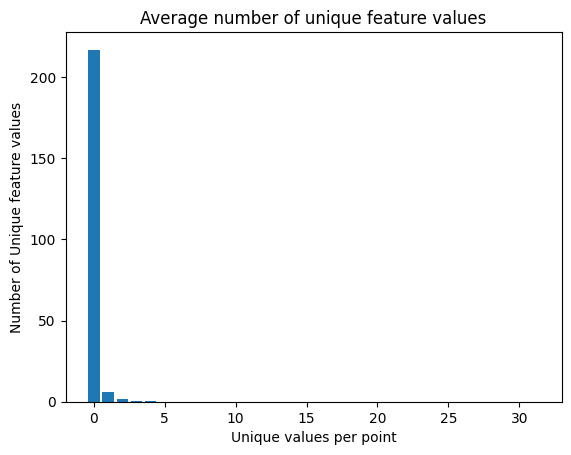 Average number of unique feature values
Number of Unique feature values
200
150
100
50
0
0 5 10 15 20 25 30
Unique values per point